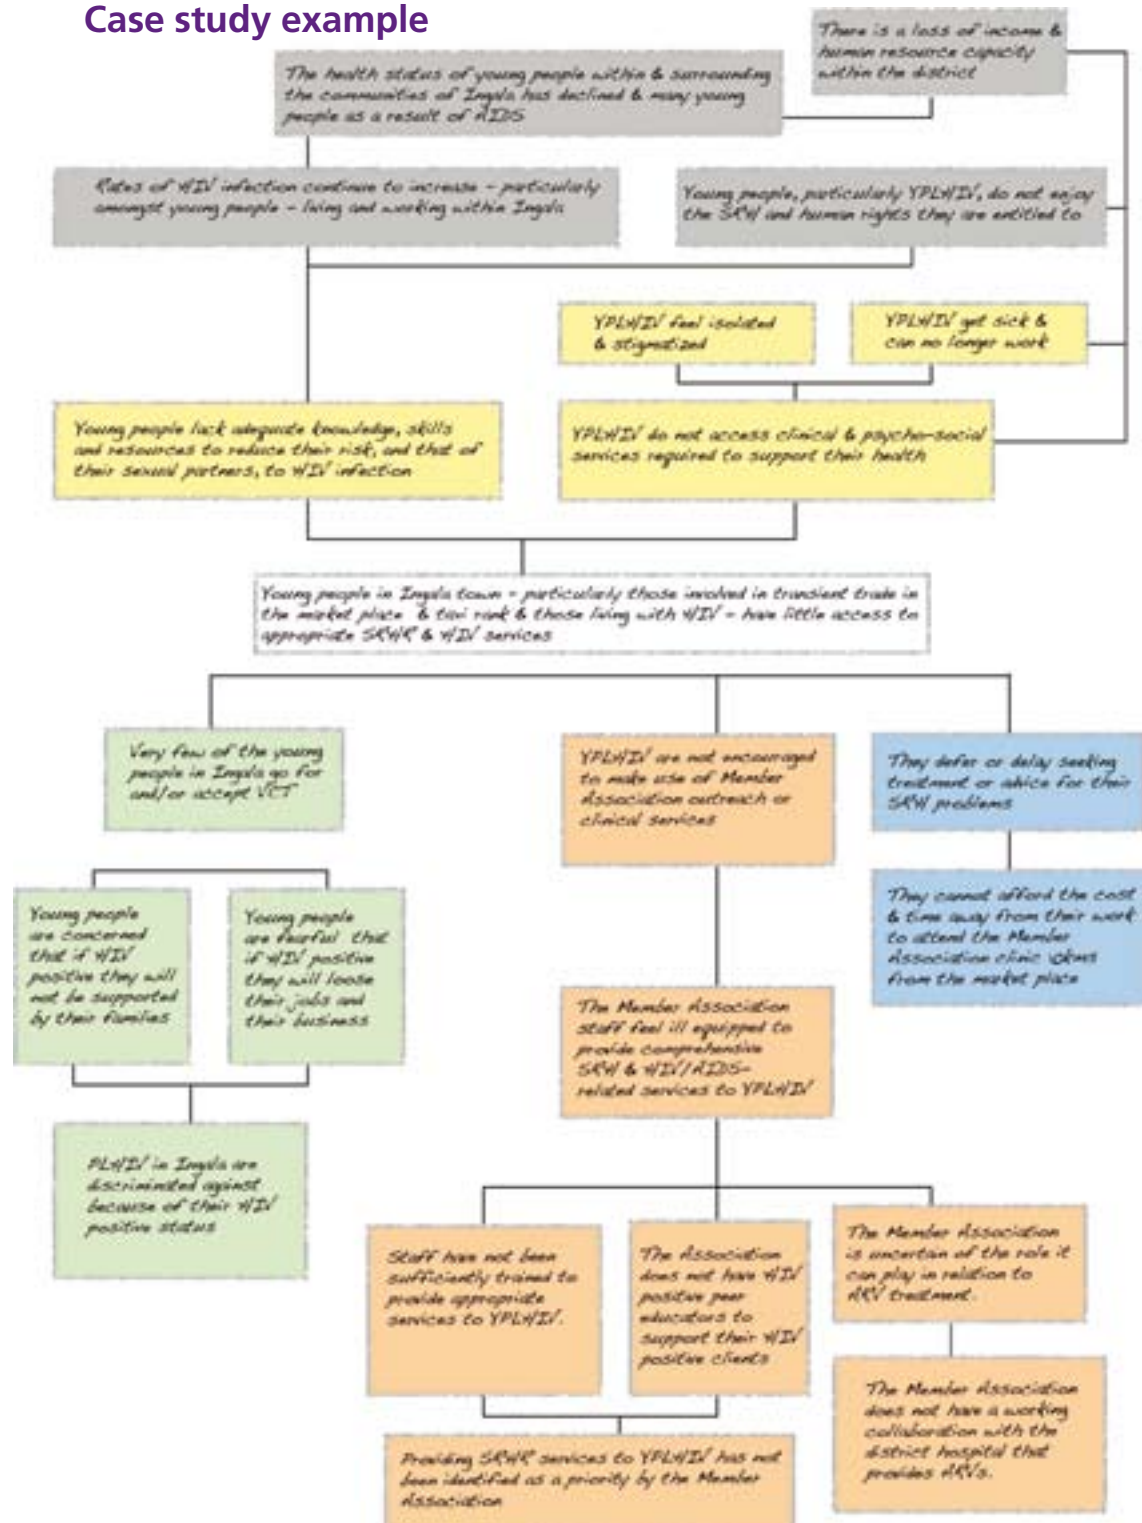 Case study example
There is a loss of income &
human resource capacity
within the district
The health status of young people within & surrounding
the communities of Ingala has declined & many young
people as a result of AIDS
Rates of HIV infection continue to increase – particularly
amongst young people – living and working within Ingala
Young people, particularly YPLHIV, do not enjoy
the SRH and human rights they are entitled to
YPLHIV feel isolated
& stigmatized
YPLHIV get sick &
can no longer work
Young people lack adequate knowledge, skills
and resources to reduce their risk, and that of
their sexual partners, to HIV infection
YPLHIV do not access clinical & psycho-social
services required to support their health
Young people in Ingala town – particularly those involved in transient trade in
the market place & taxi rank & those living with HIV – have little access to
appropriate SRHR & HIV services
Very few of the young
people in Ingala go for
and/or accept VCT
YPLHIV are not encouraged
to make use of Member
Association outreach or
clinical services
They defer or delay seeking
treatment or advice for their
SRH problems
Young people
are concerned
that if HIV
positive they will
not be supported
by their families
Young people
are fearful that
if HIV positive
they will loose
their jobs and
their business
They cannot afford the cost
& time away from their work
to attend the Member
Association clinic
from the market place
The Member Association
staff feel ill equipped to
provide comprehensive
SRH & HIV/AIDS–
related services to YPLHIV
PLHIV in Ingala are
discriminated against
because of their HIV
positive status
Staff have not been
sufficiently trained to
provide appropriate
services to YPLHIV.
The Association
does not have HIV
positive peer
educators to
support their HIV
positive clients
The Member Association
is uncertain of the role it
can play in relation to
ARV treatment.
The Member Association
does not have a working
collaboration with the
district hospital that
provides ARVs.
Providing SRHR services to YPLHIV has not
been identified as a priority by the Member
Association